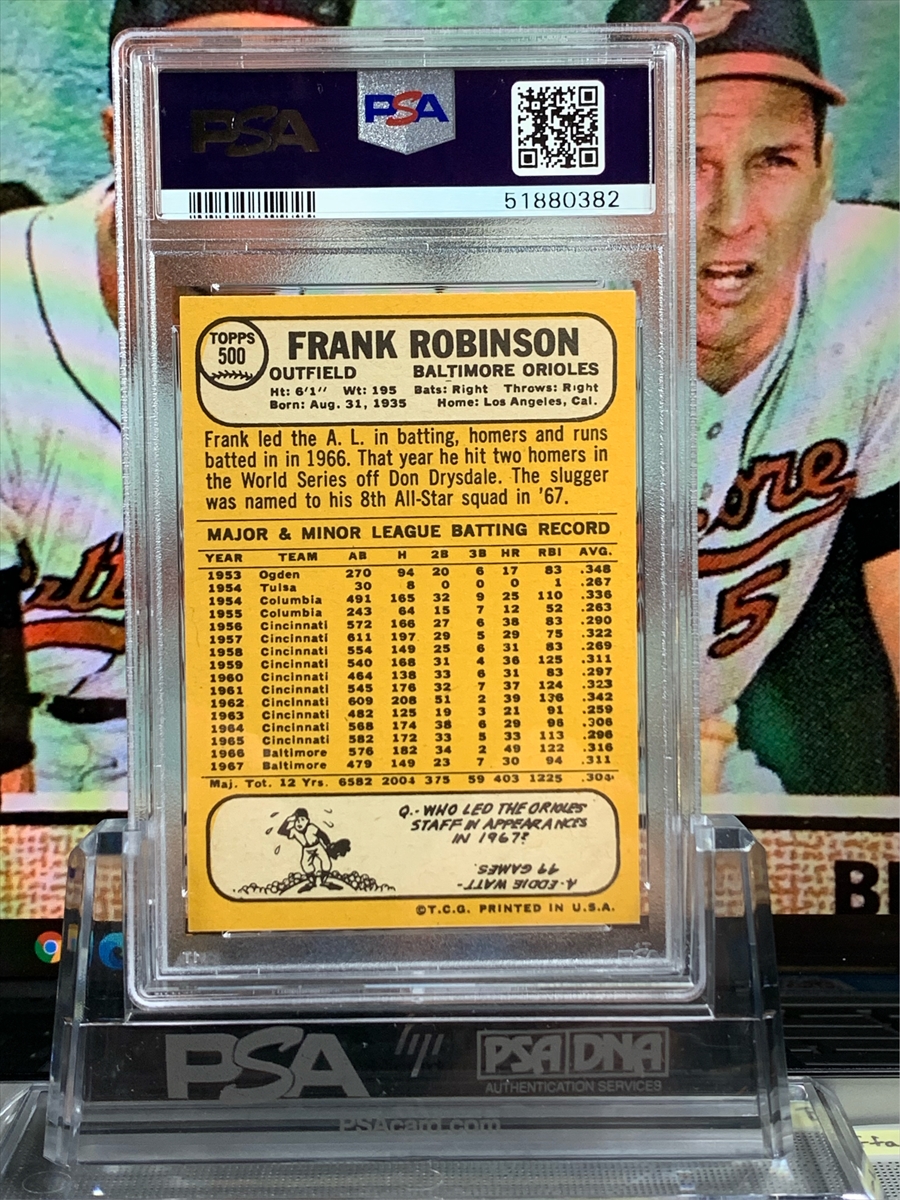 PSA
PSA
51880382
TOPPS
500
FRANK ROBINSON
OUTFIELD BALTIMORE ORIOLES
Ht: 6'1" Wt: 195 Bats: Right Throws: Right
Born: Aug. 31, 1935 Home: Los Angeles, Cal.
Frank led the A. L. in batting, homers and runs
batted in in 1966. That year he hit two homers in
the World Series off Don Drysdale. The slugger
was named to his 8th All-Star squad in '67.
MAJOR & MINOR LEAGUE BATTING RECORD
YEAR TEAM AB H 2B 3B HR RBI AVG.
1953 Ogden 270 94 20 6 17 83 .348
1954 Tulsa 30 8 0 0 0 1 .267
1954 Columbia 491 165 32 9 25 110 .336
1955 Columbia 243 64 15 7 12 52 .263
1956 Cincinnati 572 166 27 6 38 83 .290
1957 Cincinnati 611 197 29 5 29 75 .322
1958 Cincinnati 554 149 25 6 31 83 .269
1959 Cincinnati 540 168 31 4 36 125 .311
1960 Cincinnati 464 138 33 6 31 83 .297
1961 Cincinnati 545 176 32 7 37 124 .323
1962 Cincinnati 609 208 51 2 39 136 .342
1963 Cincinnati 482 125 19 3 21 91 .259
1964 Cincinnati 568 174 38 6 29 96 .306
1965 Cincinnati 582 172 33 5 33 113 .296
1966 Baltimore 576 182 34 2 49 122 .316
1967 Baltimore 479 149 23 7 30 94 .311
Maj. Tot. 12 Yrs. 6582 2004 375 59 403 1225 .304
Q.- WHO LED THE ORIOLES
STAFF IN APPEARANCES
IN 1967?
A.- EDDIE WATT -
49 GAMES.
©T.C.G. PRINTED IN U.S.A.
5
PSA hp PSA DNA
AUTHENTICATION SERVICES
PSAcard.com